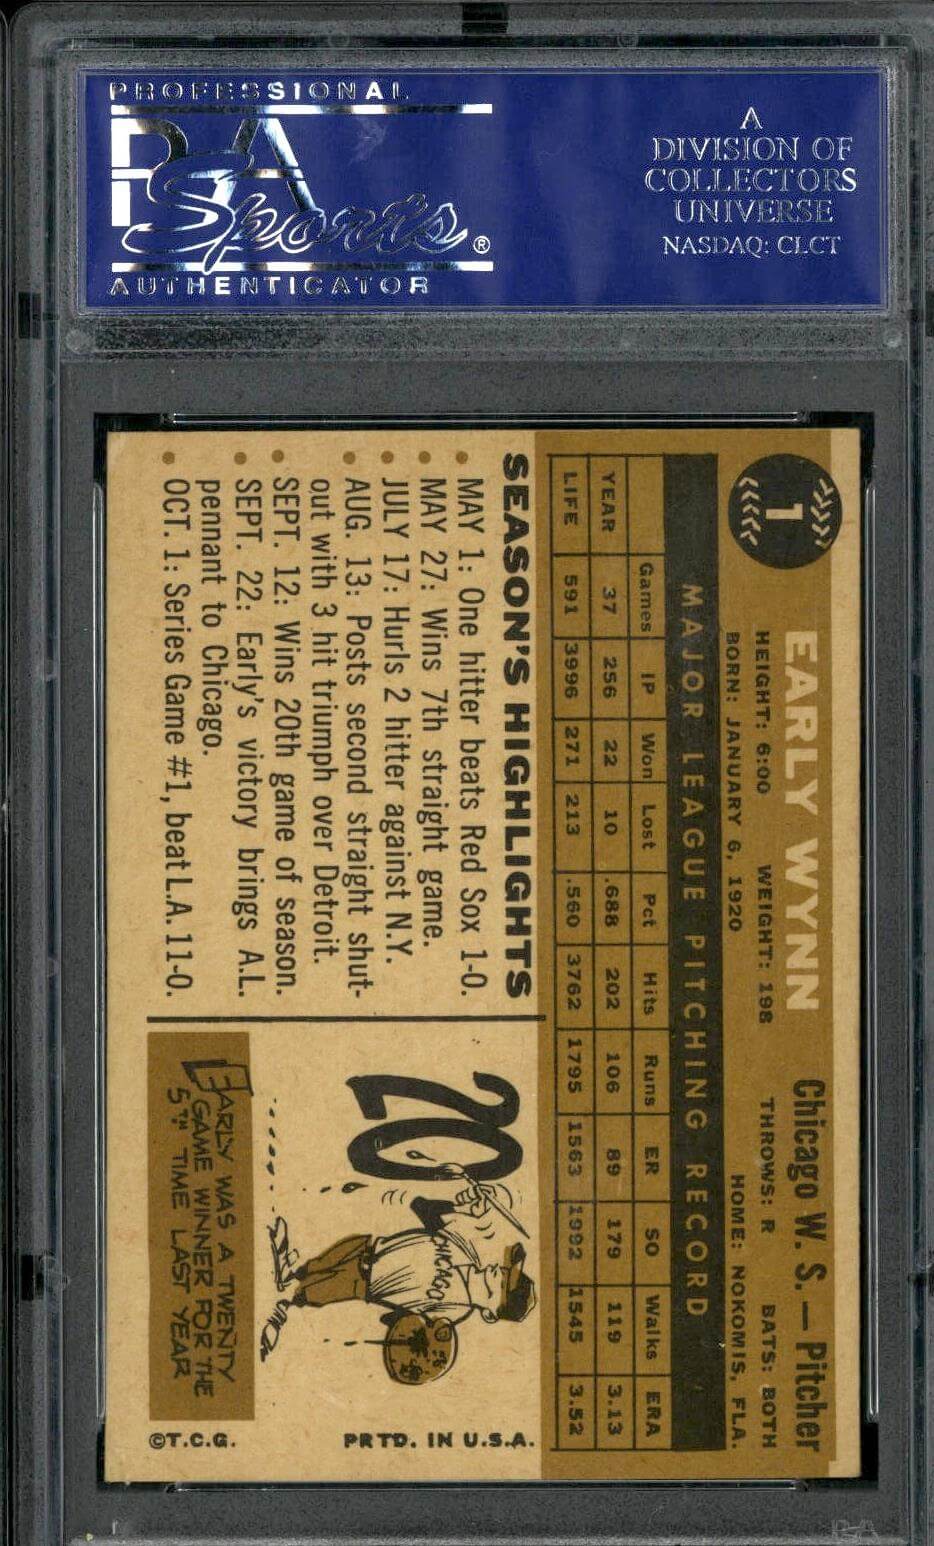 PROFESSIONAL
PSA
Sports®
AUTHENTICATOR
A
DIVISION OF
COLLECTORS
UNIVERSE
NASDAQ: CLCT
1
EARLY WYNN Chicago W. S. — Pitcher
HEIGHT: 6:00 WEIGHT: 198 THROWS: R BATS: BOTH
BORN: JANUARY 6, 1920 HOME: NOKOMIS, FLA.
MAJOR LEAGUE PITCHING RECORD
Games IP Won Lost Pct Hits Runs ER SO Walks ERA
YEAR 37 256 22 10 .688 202 106 89 179 119 3.13
LIFE 591 3996 271 213 .560 3762 1795 1563 1992 1545 3.52
SEASON'S HIGHLIGHTS
• MAY 1: One hitter beats Red Sox 1-0.
• MAY 27: Wins 7th straight game.
• JULY 17: Hurls 2 hitter against N.Y.
• AUG. 13: Posts second straight shut-
out with 3 hit triumph over Detroit.
• SEPT. 12: Wins 20th game of season.
• SEPT. 22: Early's victory brings A.L.
pennant to Chicago.
• OCT. 1: Series Game #1, beat L.A. 11-0.
20
CHICAGO
EARLY WAS A TWENTY
GAME WINNER FOR THE
5TH TIME LAST YEAR
PRTD. IN U.S.A.
©T.C.G.
PSA